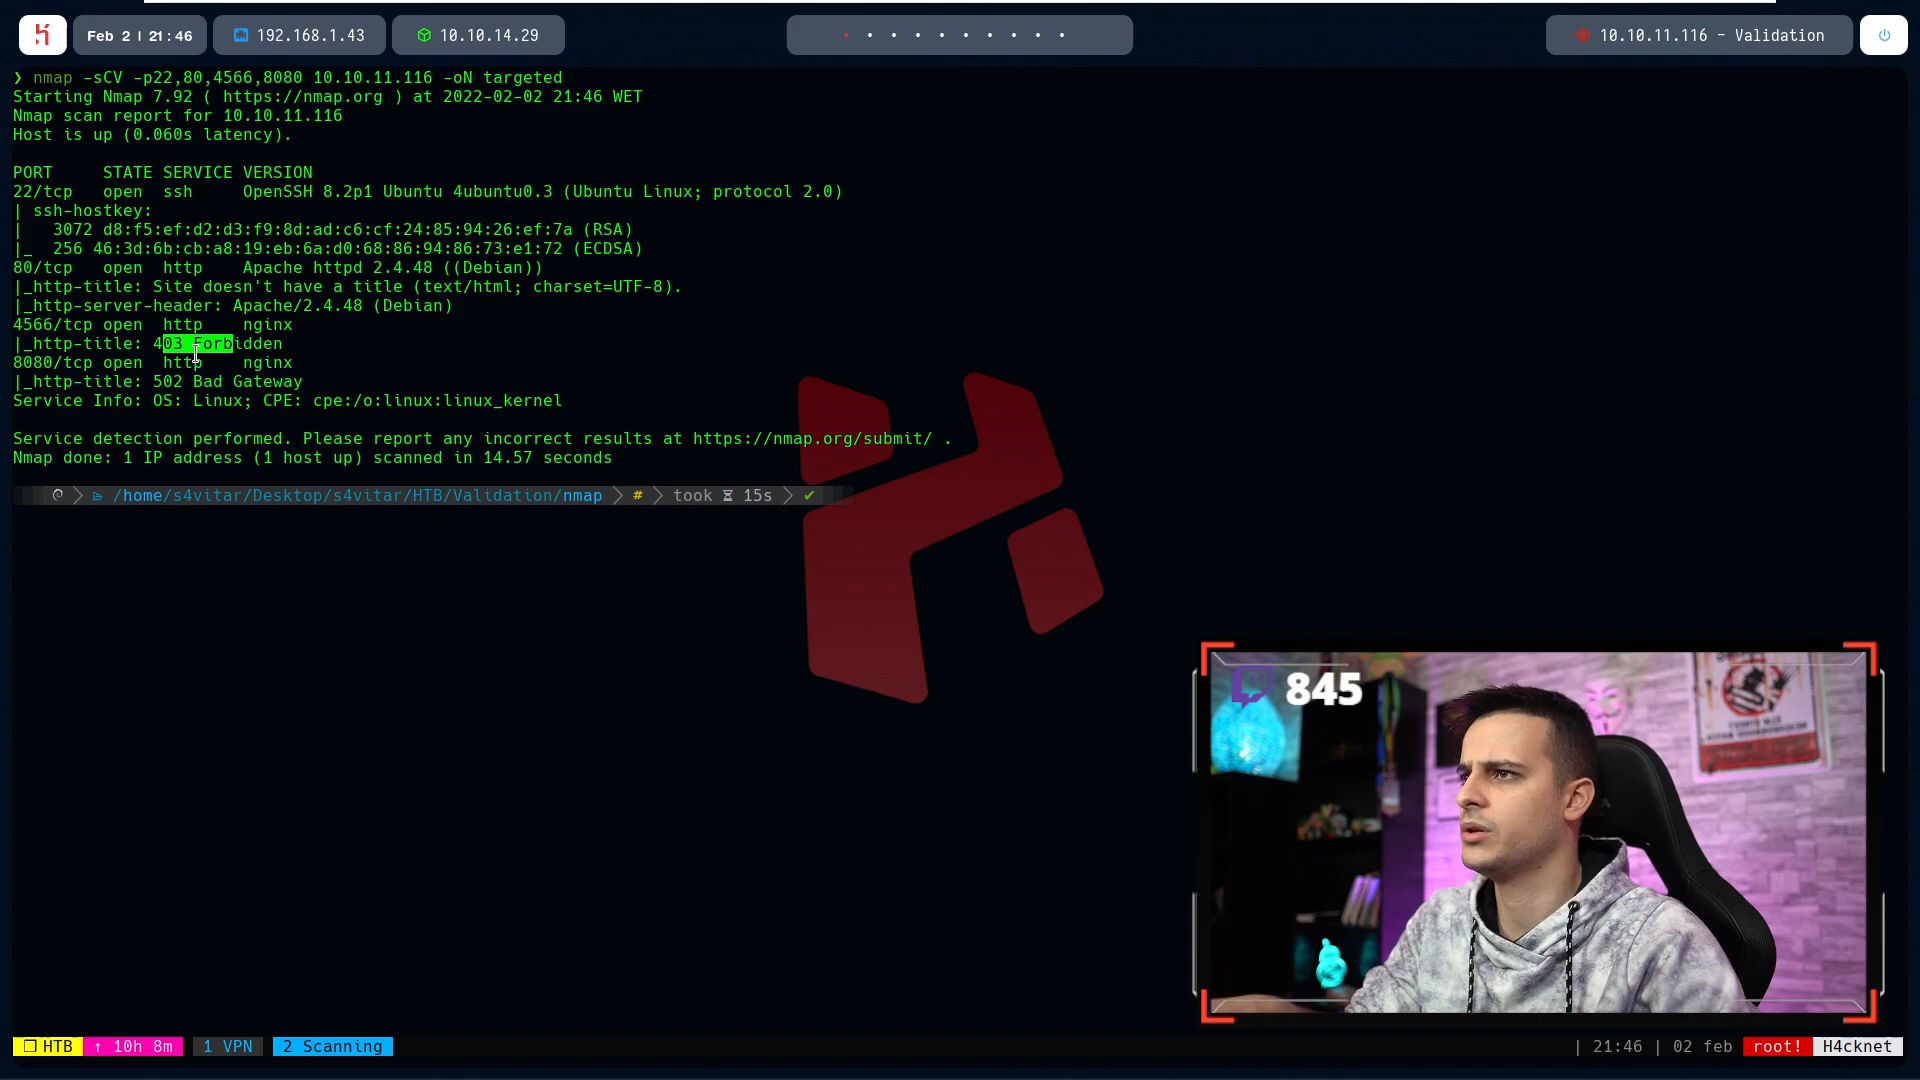 Feb 2 | 21:46
192.168.1.43
10.10.14.29
10.10.11.116 - Validation
❯ nmap -sCV -p22,80,4566,8080 10.10.11.116 -oN targeted
Starting Nmap 7.92 ( https://nmap.org ) at 2022-02-02 21:46 WET
Nmap scan report for 10.10.11.116
Host is up (0.060s latency).
PORT     STATE SERVICE VERSION
22/tcp   open  ssh     OpenSSH 8.2p1 Ubuntu 4ubuntu0.3 (Ubuntu Linux; protocol 2.0)
| ssh-hostkey:
|   3072 d8:f5:ef:d2:d3:f9:8d:ad:c6:cf:24:85:94:26:ef:7a (RSA)
|_  256 46:3d:6b:cb:a8:19:eb:6a:d0:68:86:94:86:73:e1:72 (ECDSA)
80/tcp   open  http    Apache httpd 2.4.48 ((Debian))
|_http-title: Site doesn't have a title (text/html; charset=UTF-8).
|_http-server-header: Apache/2.4.48 (Debian)
4566/tcp open  http    nginx
|_http-title: 403 Forbidden
8080/tcp open  http    nginx
|_http-title: 502 Bad Gateway
Service Info: OS: Linux; CPE: cpe:/o:linux:linux_kernel
Service detection performed. Please report any incorrect results at https://nmap.org/submit/ .
Nmap done: 1 IP address (1 host up) scanned in 14.57 seconds
/home/s4vitar/Desktop/s4vitar/HTB/Validation/nmap # took 15s ✔
845
HTB ↑ 10h 8m 1 VPN 2 Scanning
| 21:46 | 02 feb root! H4cknet